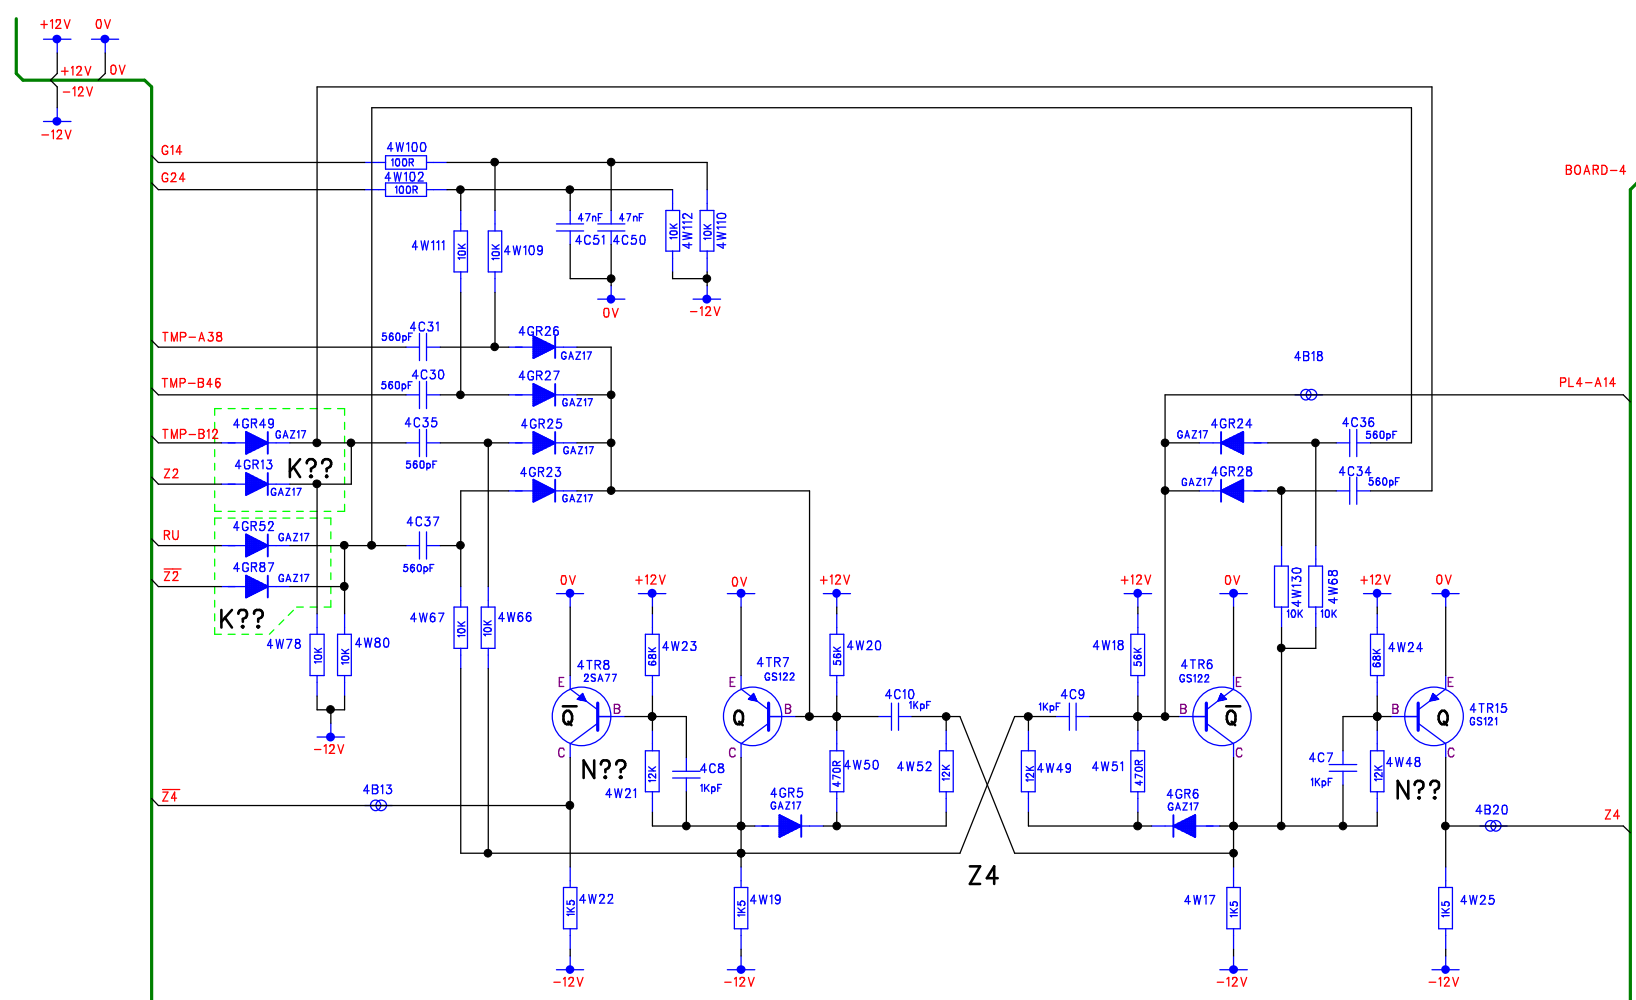 +12V 0V
+12V 0V
-12V
-12V
G14 4W100
100R
G24 4W102
100R
BOARD-4
47nF 47nF
4C51 4C50
10K 4W112 10K 4W110
4W111 10K 10K 4W109
0V -12V
TMP-A38 560pF 4C31 4GR26 GAZ17
TMP-B46 560pF 4C30 4GR27 GAZ17
4B18
PL4-A14
TMP-B12 4GR49 GAZ17 4C35 560pF 4GR25 GAZ17
GAZ17 4GR24 4C36 560pF
Z2 4GR13 GAZ17 K?? 4GR23 GAZ17
GAZ17 4GR28 4C34 560pF
RU 4GR52 GAZ17 4C37 560pF
Z2 4GR87 GAZ17
K??
0V +12V 0V +12V +12V 0V +12V 0V
10K 4W130 10K 4W68
4W78 10K 10K 4W80
4W67 10K 10K 4W66
68K 4W23
56K 4W20
4W18 56K
68K 4W24
-12V
4TR8 2SA77
E B C
Q
4TR7 GS122
E B C
Q
4TR6 GS122
E B C
Q
4TR15 GS121
E B C
Q
4C10 1KpF
4C9 1KpF
N??
4W21 12K 4C8 1KpF
470R 4W50 4W52 12K
12K 4W49 4W51 470R
4C7 1KpF 12K 4W48
N??
4GR5 GAZ17
4GR6 GAZ17
Z4 4B13
4B20 Z4
Z4
1K5 4W22
1K5 4W19
4W17 1K5
1K5 4W25
-12V -12V -12V -12V